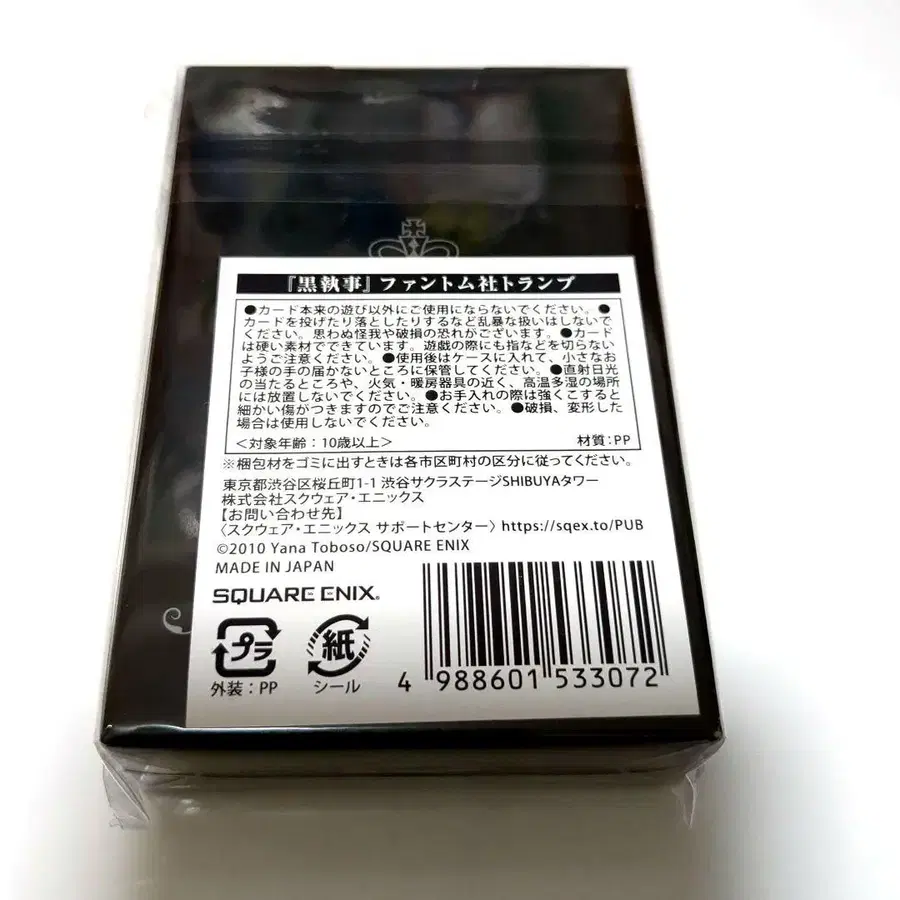 『黒執事』ファントム社トランプ
●カード本来の遊び以外にご使用にならないでください。●
カードを投げたり落としたりするなど乱暴な扱いはしないで
ください。思わぬ怪我や破損の恐れがございます。●カード
は硬い素材でできています。遊戯の際にも指などを切らない
ようご注意ください。●使用後はケースに入れて、小さなお
子様の手の届かないところに保管してください。●直射日光
の当たるところや、火気・暖房器具の近く、高温多湿の場所
には放置しないでください。●お手入れの際は強くこすると
細かい傷がつきますのでご注意ください。●破損、変形した
場合は使用しないでください。
＜対象年齢：10歳以上＞ 材質：PP
※梱包材をゴミに出すときは各市区町村の区分に従ってください。
東京都渋谷区桜丘町1-1 渋谷サクラステージSHIBUYAタワー
株式会社スクウェア・エニックス
【お問い合わせ先】
〈スクウェア・エニックス サポートセンター〉https://sqex.to/PUB
©2010 Yana Toboso/SQUARE ENIX
MADE IN JAPAN
SQUARE ENIX®
プラ 紙
外装：PP シール
4 988601 533072